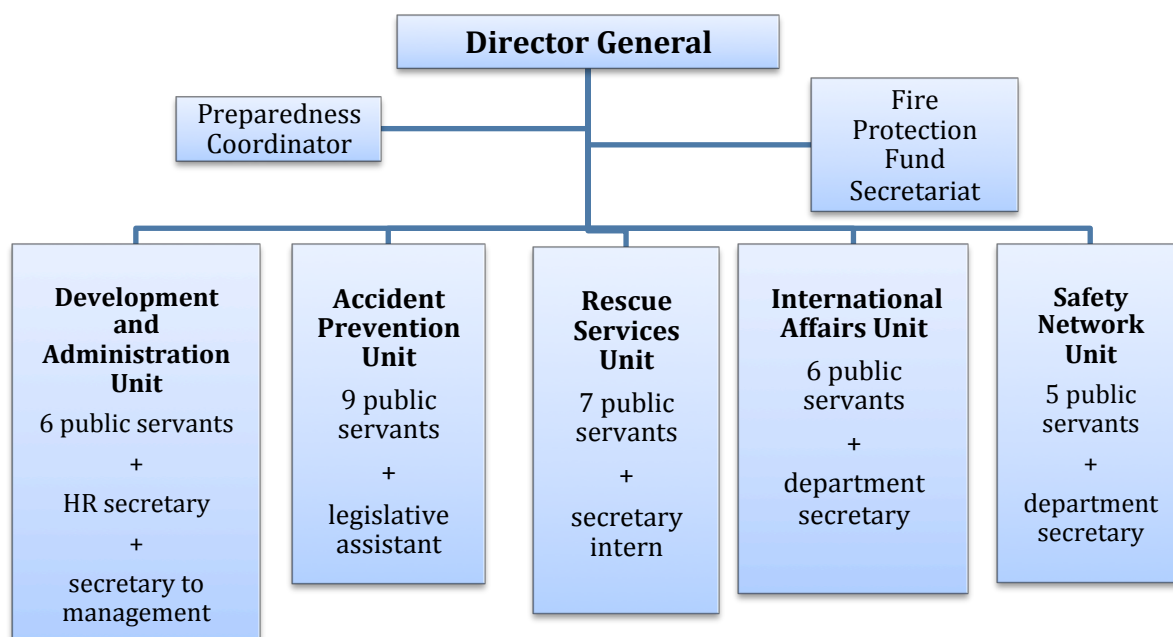 Director General
Preparedness
Coordinator
Fire
Protection
Fund
Secretariat
Development
and
Administration
Unit
6 public servants
+
HR secretary
+
secretary to
management
Accident
Prevention
Unit
9 public
servants
+
legislative
assistant
Rescue
Services
Unit
7 public
servants
+
secretary
intern
International
Affairs Unit
6 public
servants
+
department
secretary
Safety
Network
Unit
5 public
servants
+
department
secretary